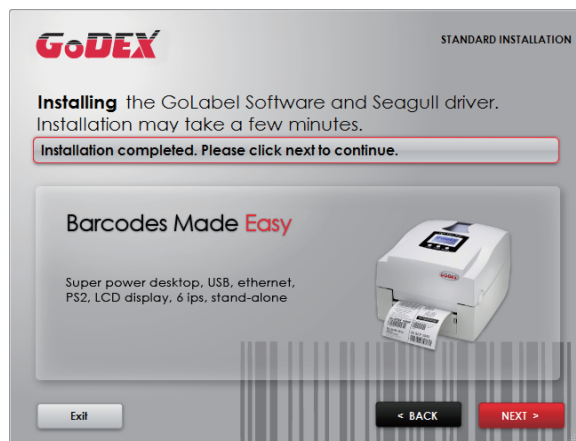 GoDEX
STANDARD INSTALLATION
Installing the GoLabel Software and Seagull driver.
Installation may take a few minutes.
Installation completed. Please click next to continue.
Barcodes Made Easy
Super power desktop, USB, ethernet,
PS2, LCD display, 6 ips, stand-alone
GODEX
Exit
< BACK
NEXT >